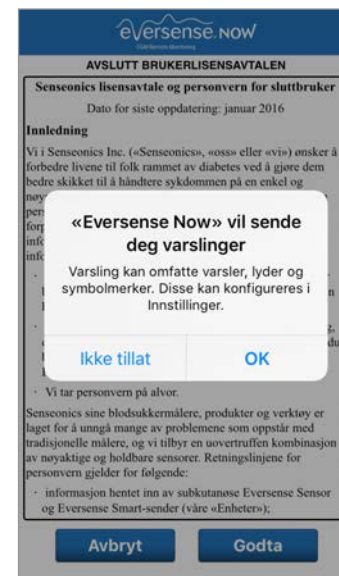 eversense NOW
CGM Remote Monitoring
AVSLUTT BRUKERLISENSAVTALEN
Senseonics lisensavtale og personvern for sluttbruker
Dato for siste oppdatering: januar 2016
Innledning
Vi i Senseonics Inc. («Senseonics», «oss» eller «vi») ønsker å
forbedre livene til folk rammet av diabetes ved å gjøre dem
bedre skikket til å håndtere sykdommen på en enkel og
«Eversense Now» vil sende
deg varslinger
Varsling kan omfatte varsler, lyder og
symbolmerker. Disse kan konfigureres i
Innstillinger.
Ikke tillat
OK
· Vi tar personvern på alvor.
Senseonics sine blodsukkermålere, produkter og verktøy er
laget for å unngå mange av problemene som oppstår med
tradisjonelle målere, og vi tilbyr en uovertruffen kombinasjon
av nøyaktige og holdbare sensorer. Retningslinjene for
personvern gjelder for følgende:
· informasjon hentet inn av subkutanøse Eversense Sensor
og Eversense Smart-sender (våre «Enheter»);
Avbryt
Godta